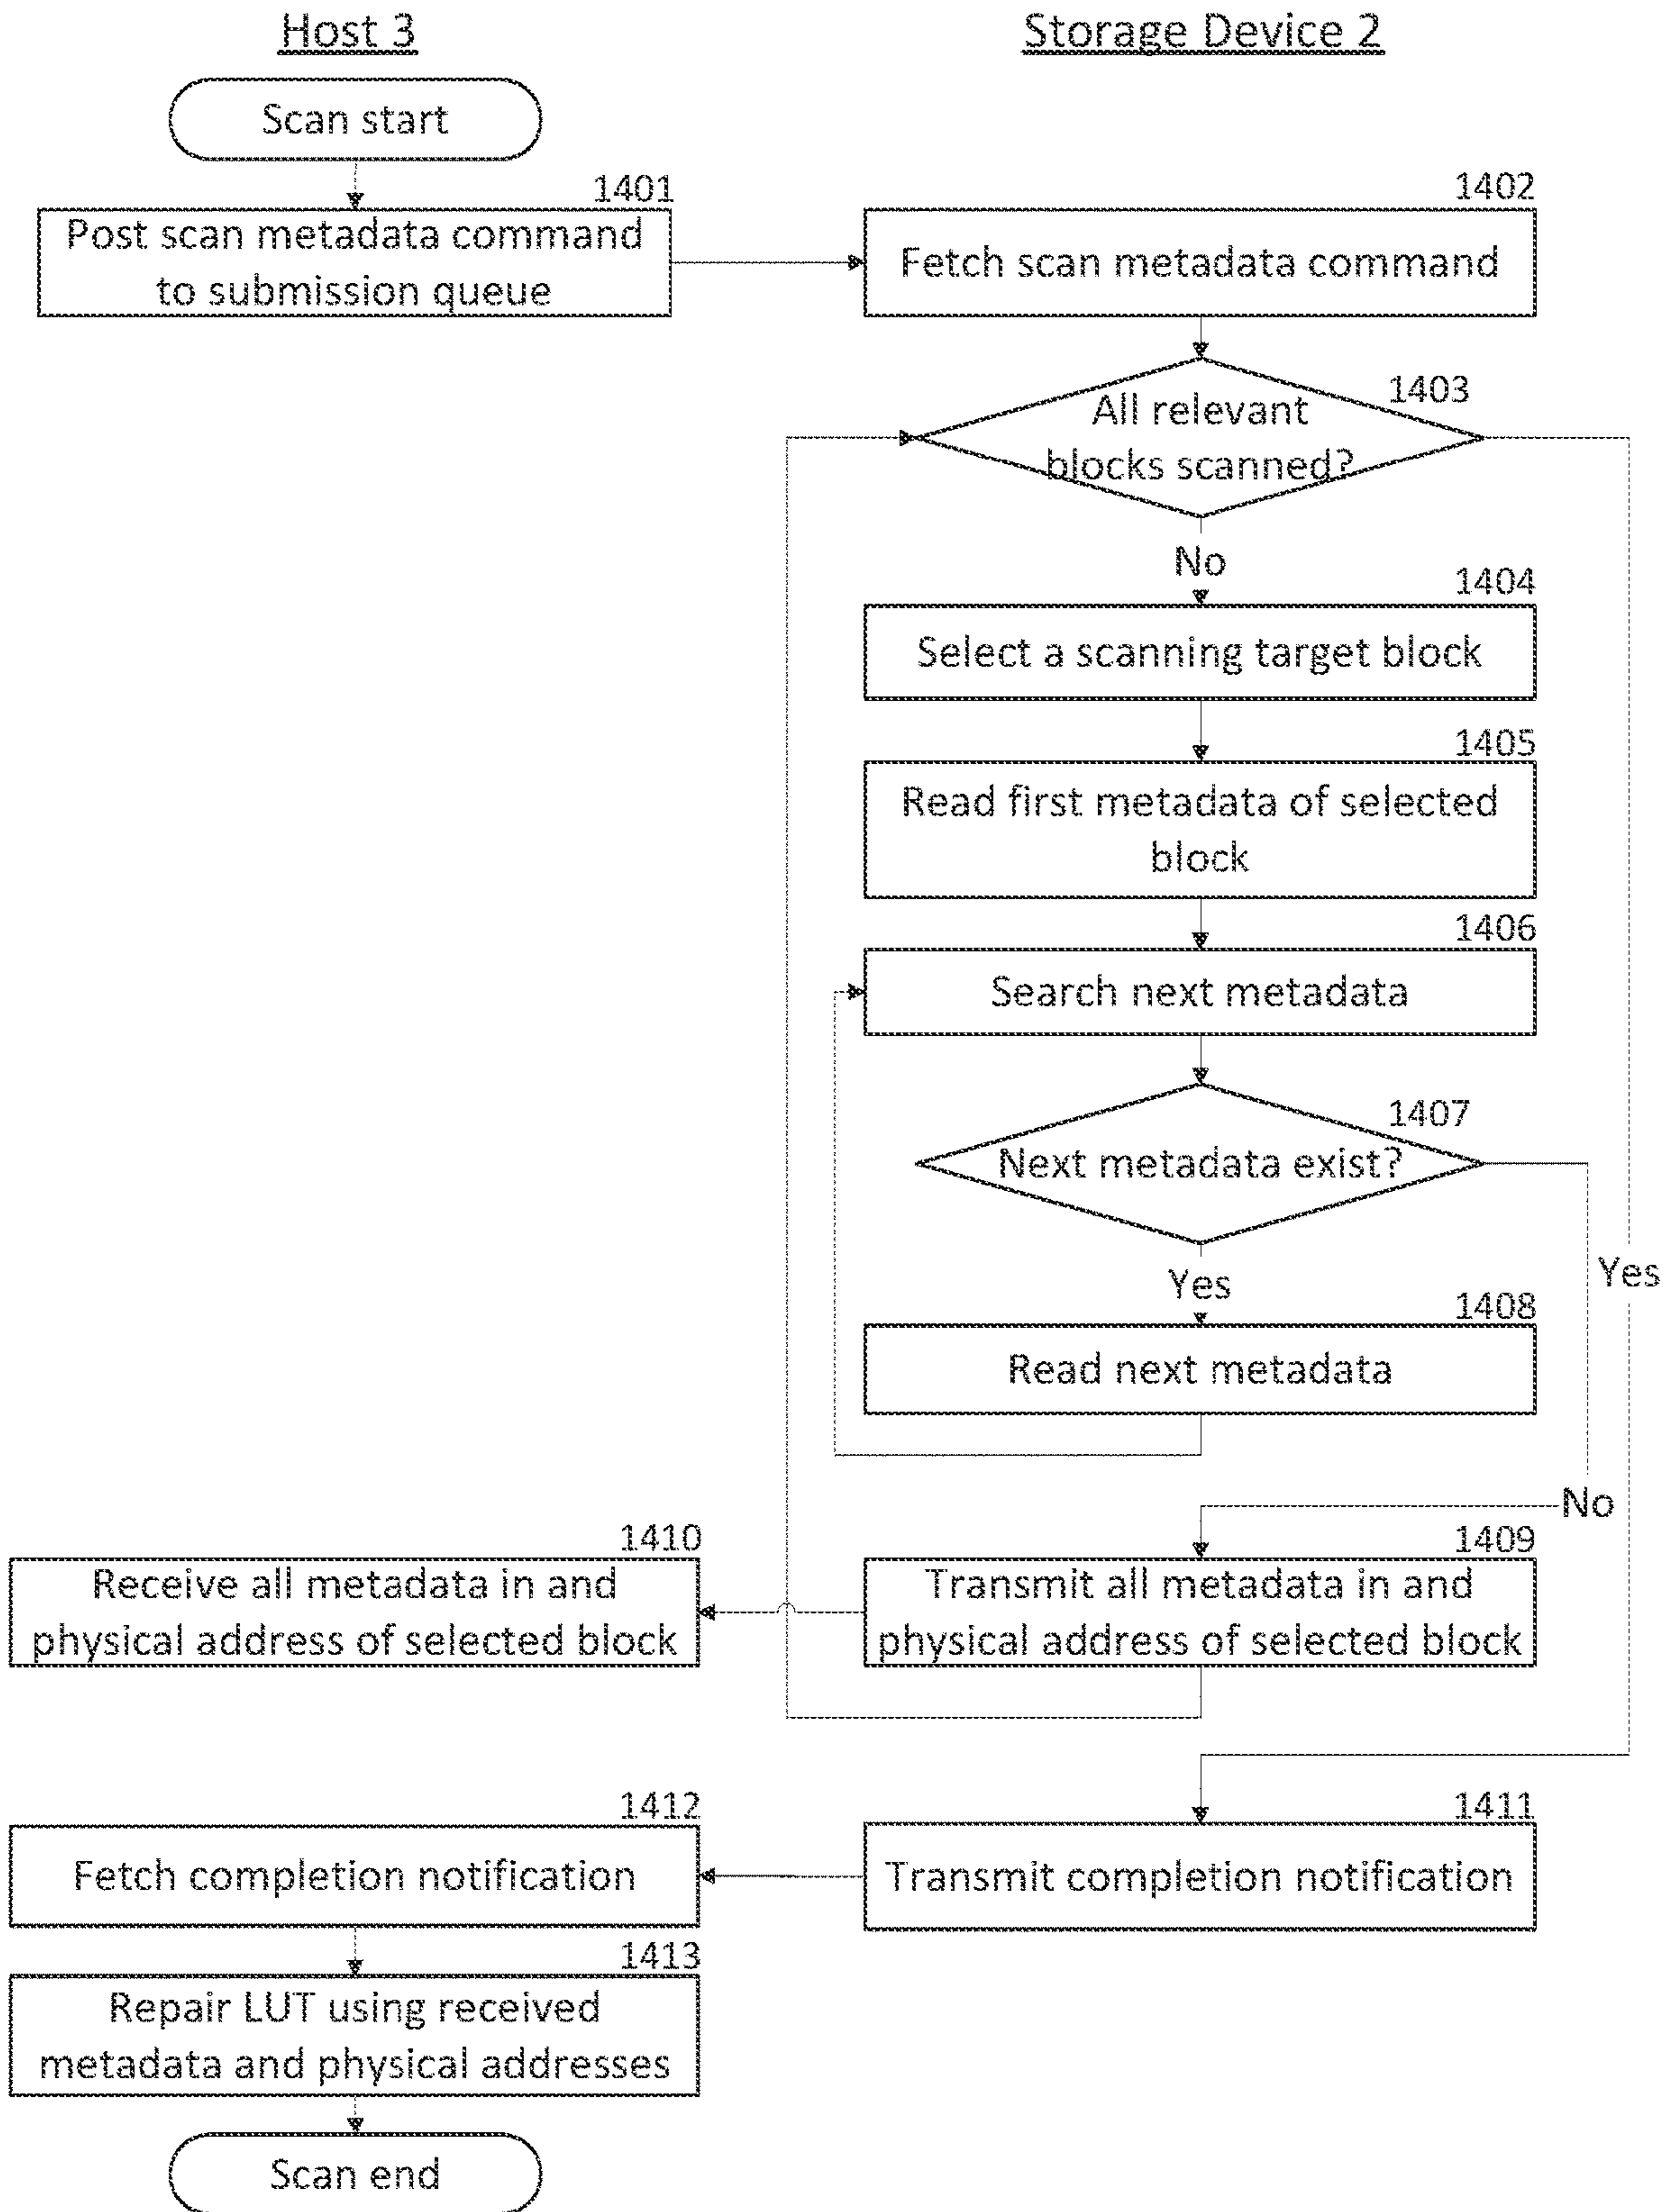 Host 3
Storage Device 2
Scan start
1401
Post scan metadata command
to submission queue
1402
Fetch scan metadata command
1403
All relevant
blocks scanned?
No
1404
Select a scanning target block
1405
Read first metadata of selected
block
1406
Search next metadata
1407
Next metadata exist?
Yes
Yes
1408
Read next metadata
No
1409
Transmit all metadata in and
physical address of selected block
1410
Receive all metadata in and
physical address of selected block
1411
Transmit completion notification
1412
Fetch completion notification
1413
Repair LUT using received
metadata and physical addresses
Scan end